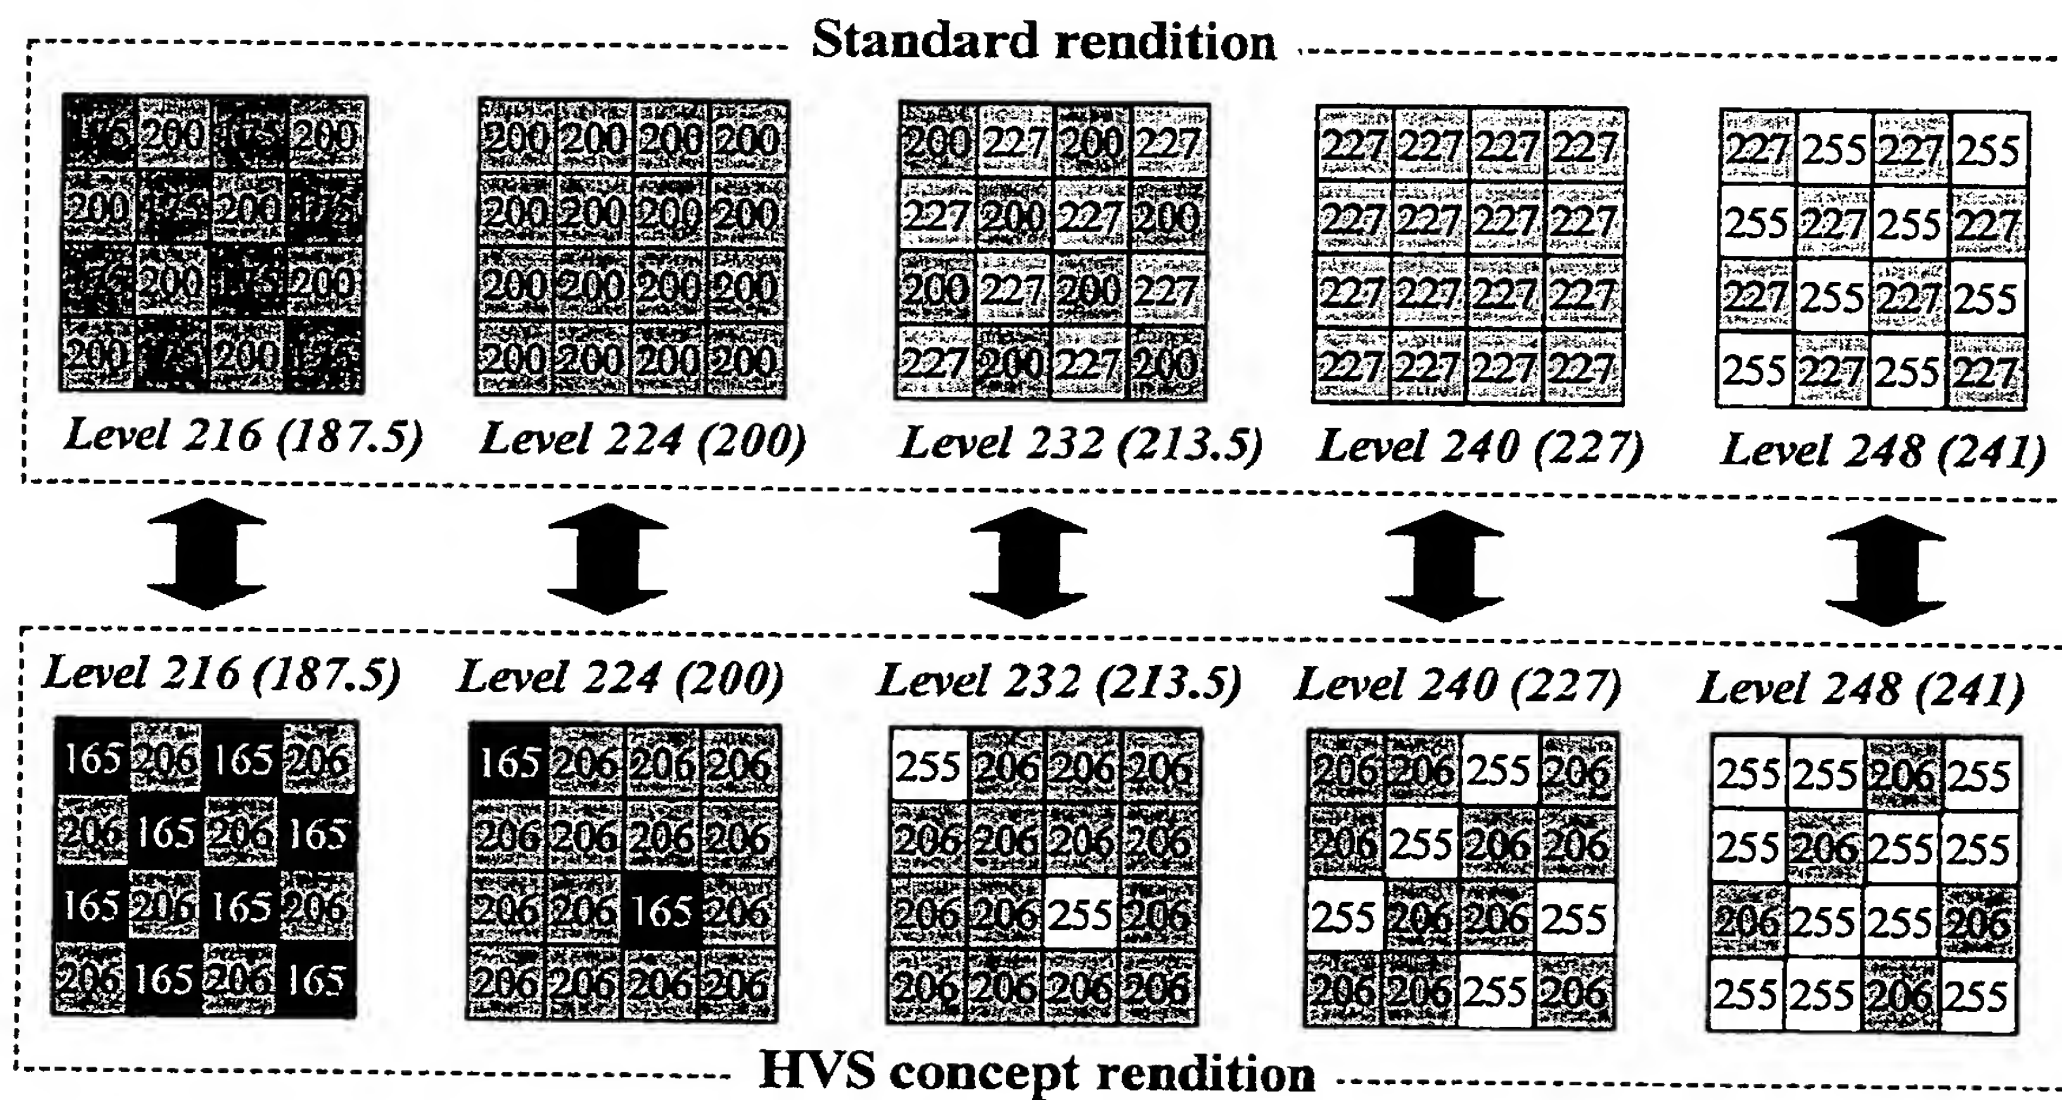 Standard rendition
175 200 175 200
200 175 200 175
175 200 175 200
200 175 200 175
Level 216 (187.5)
200 200 200 200
200 200 200 200
200 200 200 200
200 200 200 200
Level 224 (200)
200 227 200 227
227 200 227 200
200 227 200 227
227 200 227 200
Level 232 (213.5)
227 227 227 227
227 227 227 227
227 227 227 227
227 227 227 227
Level 240 (227)
227 255 227 255
255 227 255 227
227 255 227 255
255 227 255 227
Level 248 (241)
Level 216 (187.5)
165 206 165 206
206 165 206 165
165 206 165 206
206 165 206 165
Level 224 (200)
165 206 206 206
206 206 206 206
206 206 165 206
206 206 206 206
Level 232 (213.5)
255 206 206 206
206 206 206 206
206 206 255 206
206 206 206 206
Level 240 (227)
206 206 255 206
206 255 206 206
255 206 206 255
206 206 255 206
Level 248 (241)
255 255 206 255
255 206 255 255
206 255 255 206
255 255 206 255
HVS concept rendition